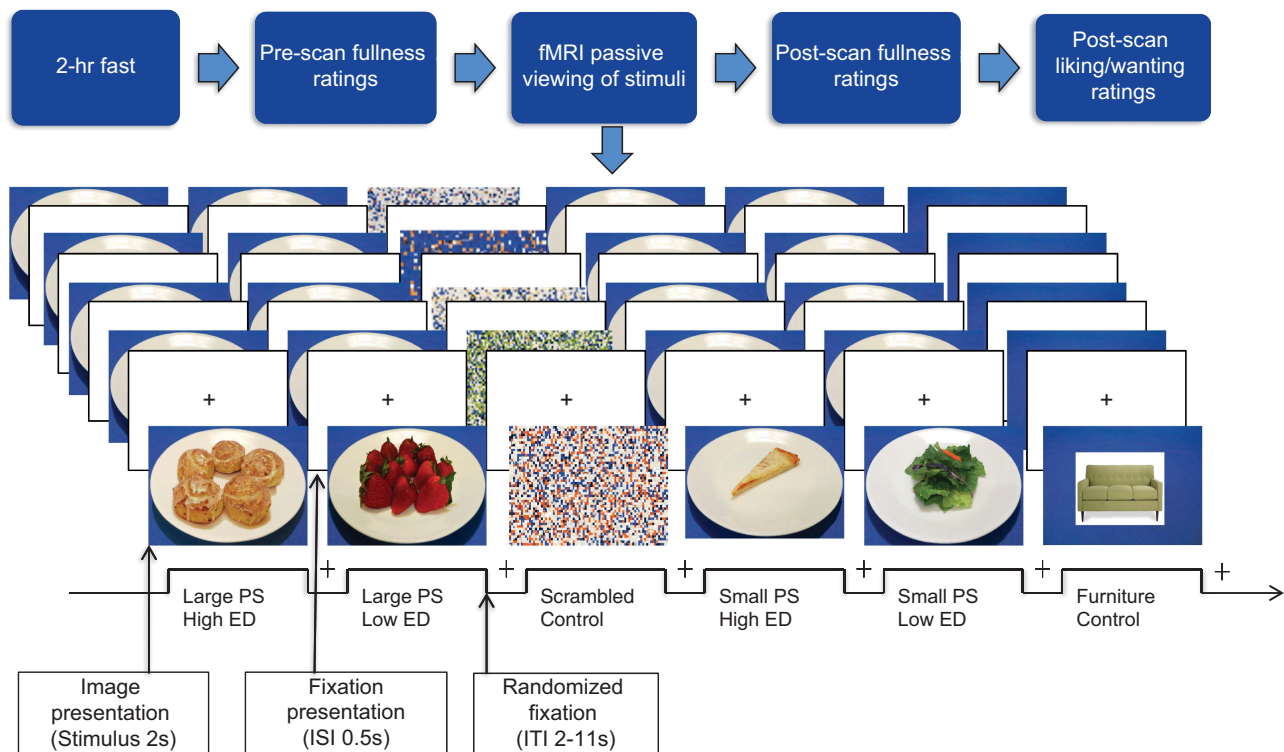 2-hr fast
Pre-scan fullness
ratings
fMRI passive
viewing of stimuli
Post-scan fullness
ratings
Post-scan
liking/wanting
ratings
+ + + + + +
+ + + + + +
Large PS
High ED
Large PS
Low ED
Scrambled
Control
Small PS
High ED
Small PS
Low ED
Furniture
Control
Image
presentation
(Stimulus 2s)
Fixation
presentation
(ISI 0.5s)
Randomized
fixation
(ITI 2-11s)